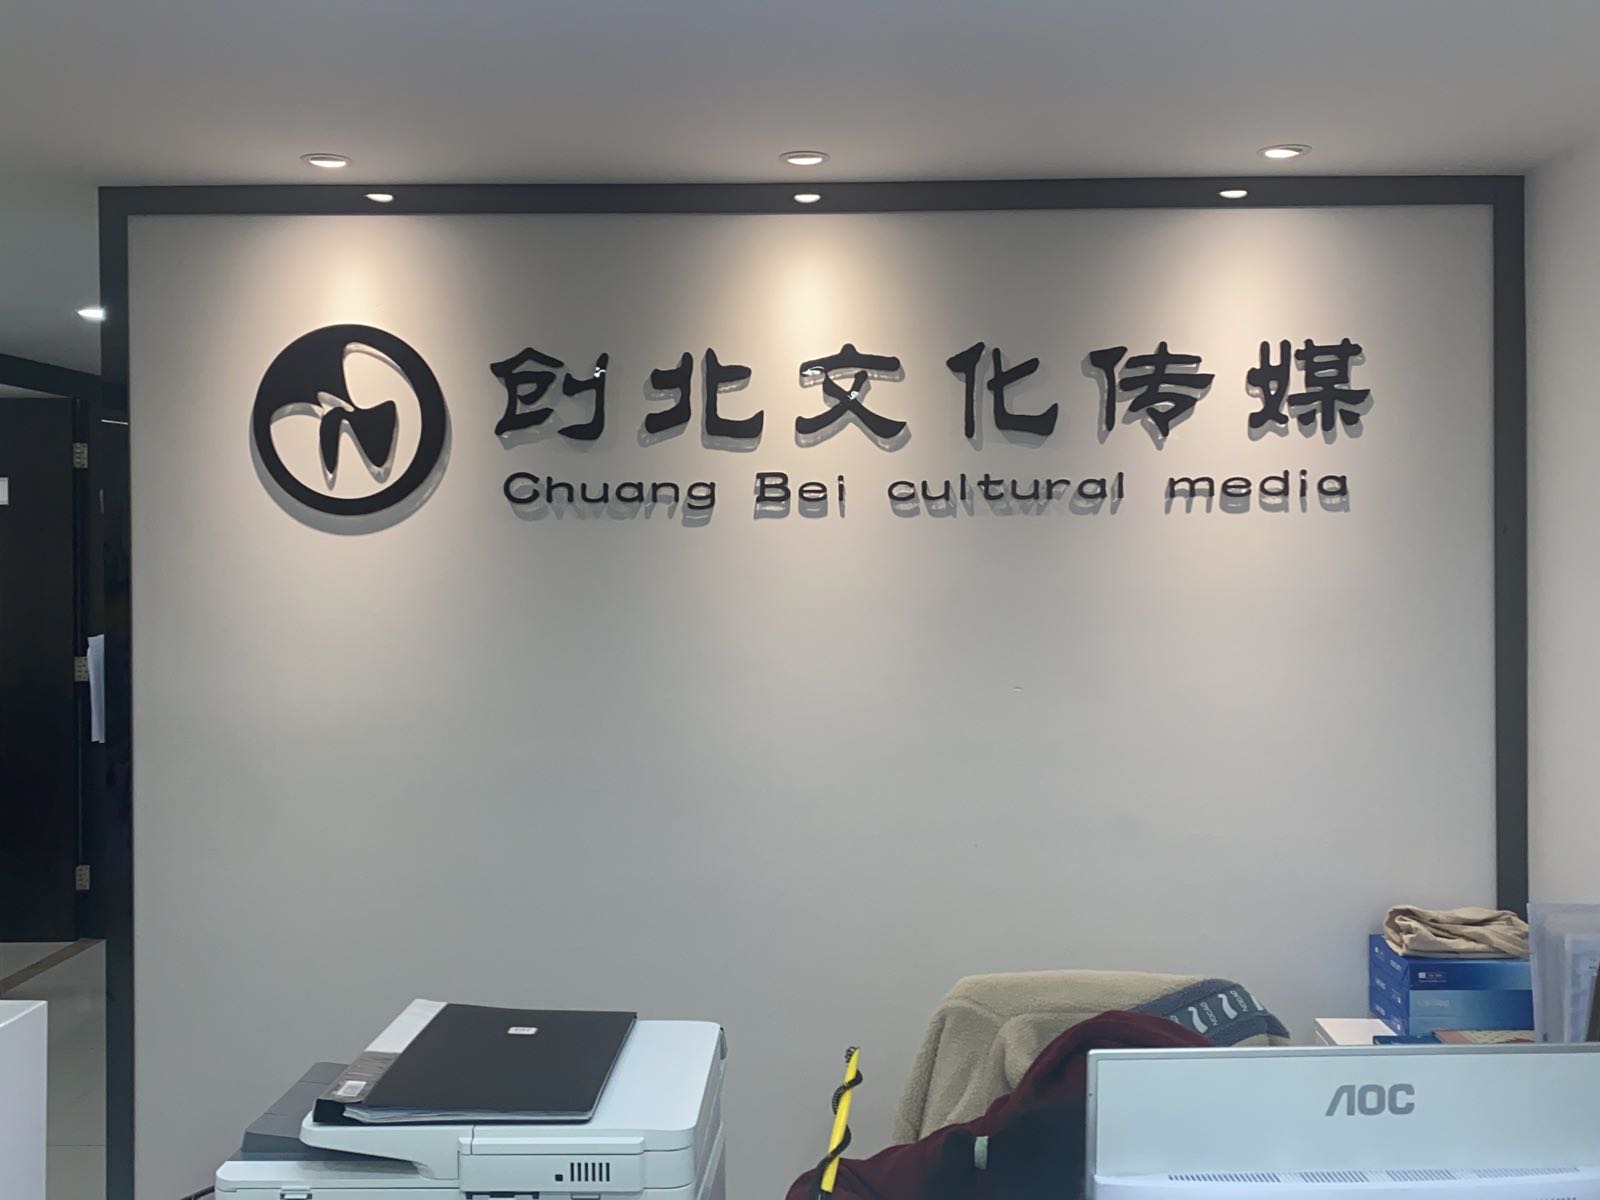 创北文化传媒
Chuang Bei cultural media
AOC